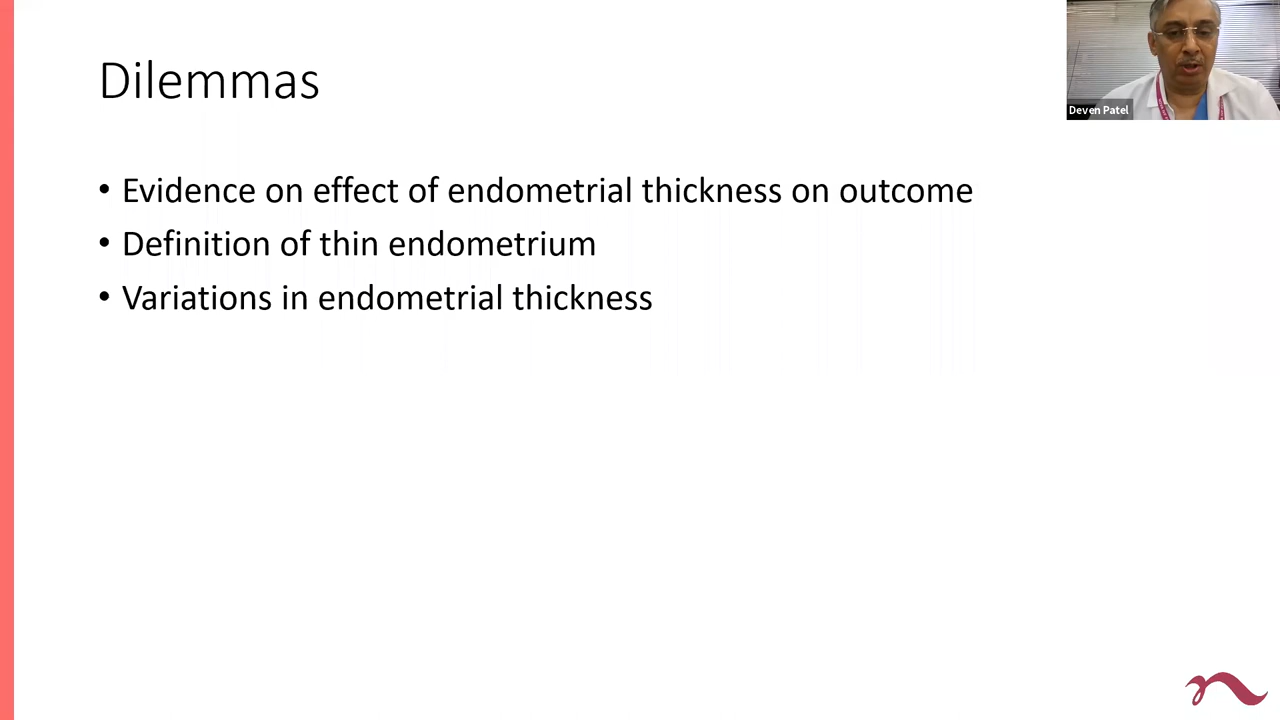 Dilemmas
• Evidence on effect of endometrial thickness on outcome
• Definition of thin endometrium
• Variations in endometrial thickness
Deven Patel